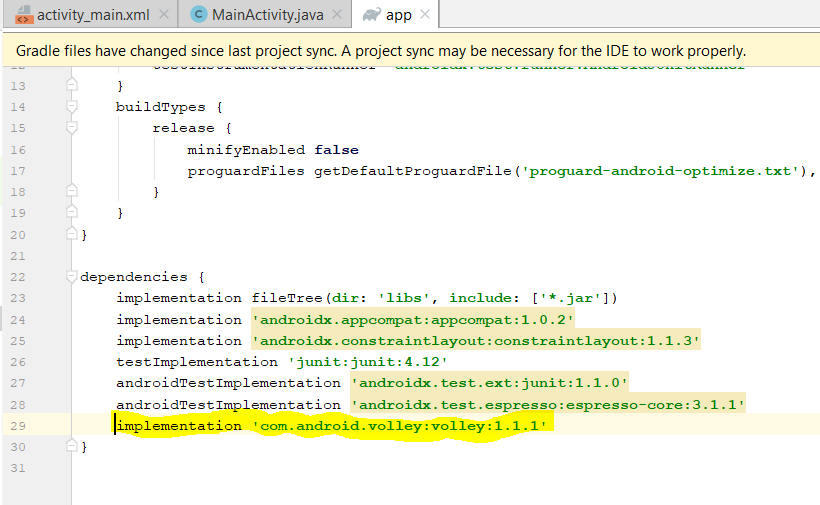 activity_main.xml MainActivity.java app
Gradle files have changed since last project sync. A project sync may be necessary for the IDE to work properly.
13 }
14 buildTypes {
15 release {
16 minifyEnabled false
17 proguardFiles getDefaultProguardFile('proguard-android-optimize.txt'),
18 }
19 }
20 }
21
22 dependencies {
23 implementation fileTree(dir: 'libs', include: ['*.jar'])
24 implementation 'androidx.appcompat:appcompat:1.0.2'
25 implementation 'androidx.constraintlayout:constraintlayout:1.1.3'
26 testImplementation 'junit:junit:4.12'
27 androidTestImplementation 'androidx.test.ext:junit:1.1.0'
28 androidTestImplementation 'androidx.test.espresso:espresso-core:3.1.1'
29 implementation 'com.android.volley:volley:1.1.1'
30 }
31